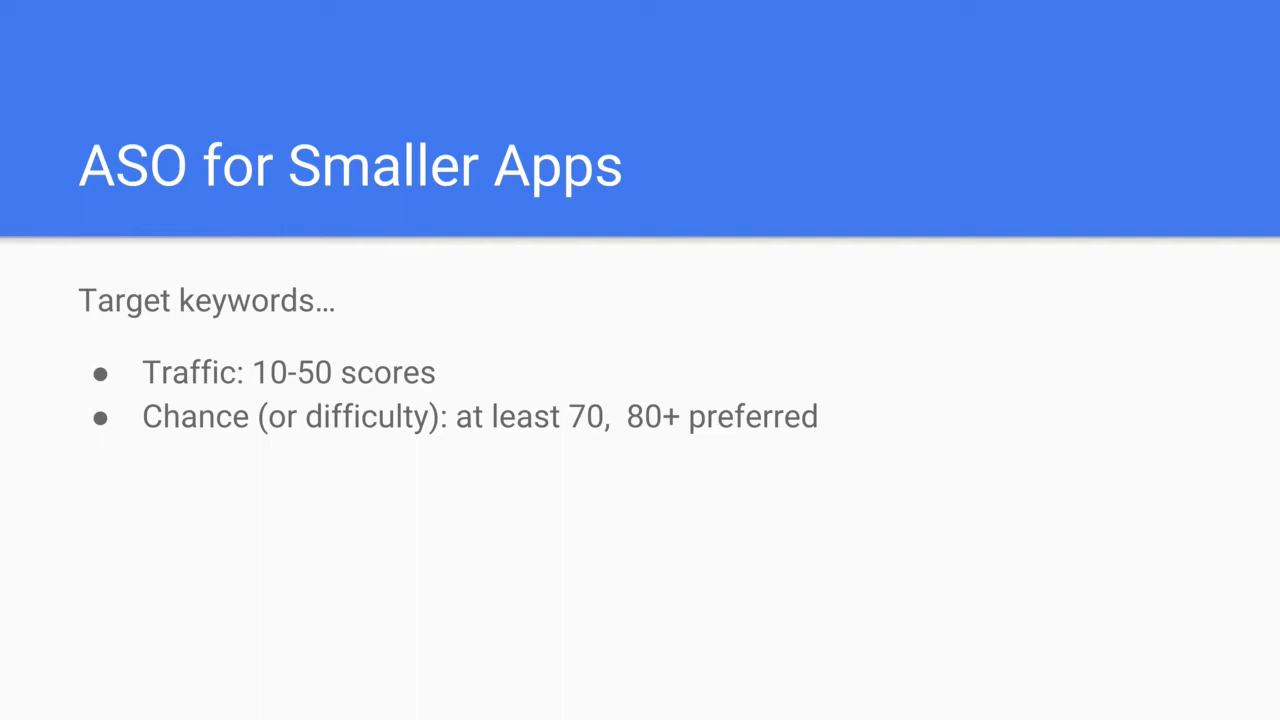 ASO for Smaller Apps
Target keywords…
● Traffic: 10-50 scores
● Chance (or difficulty): at least 70,  80+ preferred